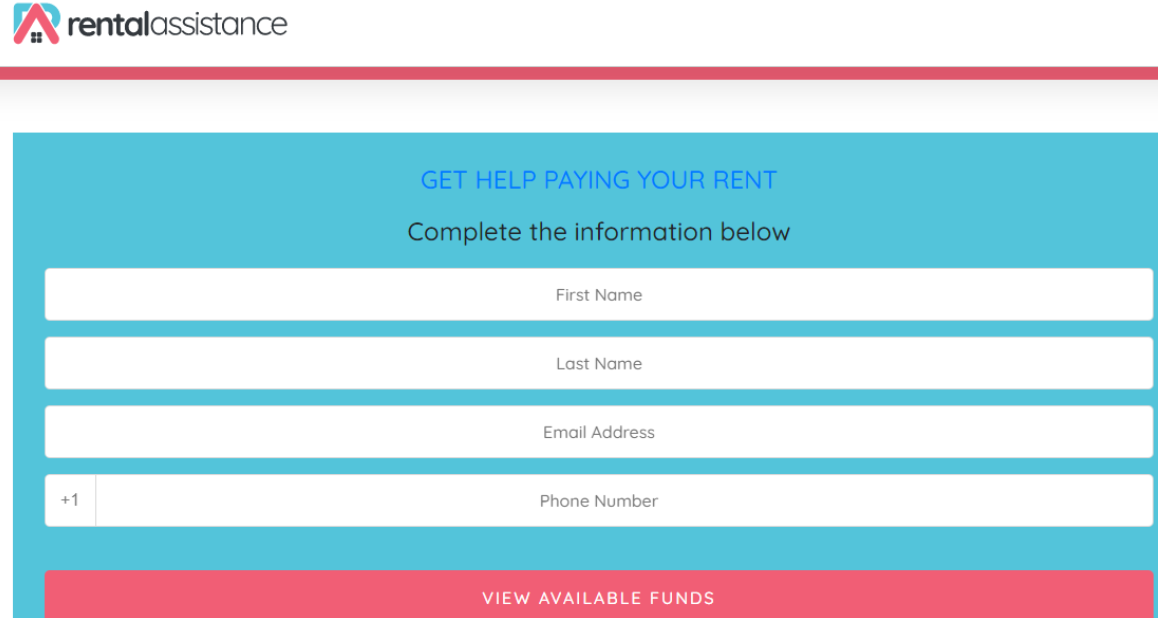 rentalassistance
GET HELP PAYING YOUR RENT
Complete the information below
First Name
Last Name
Email Address
+1 Phone Number
VIEW AVAILABLE FUNDS